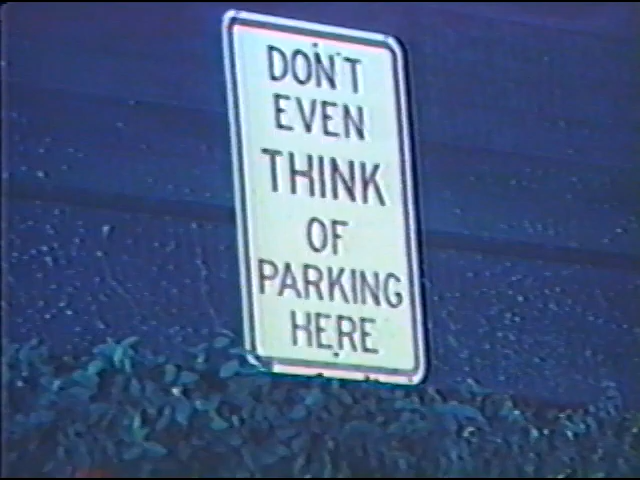 DON'T
EVEN
THINK
OF
PARKING
HERE